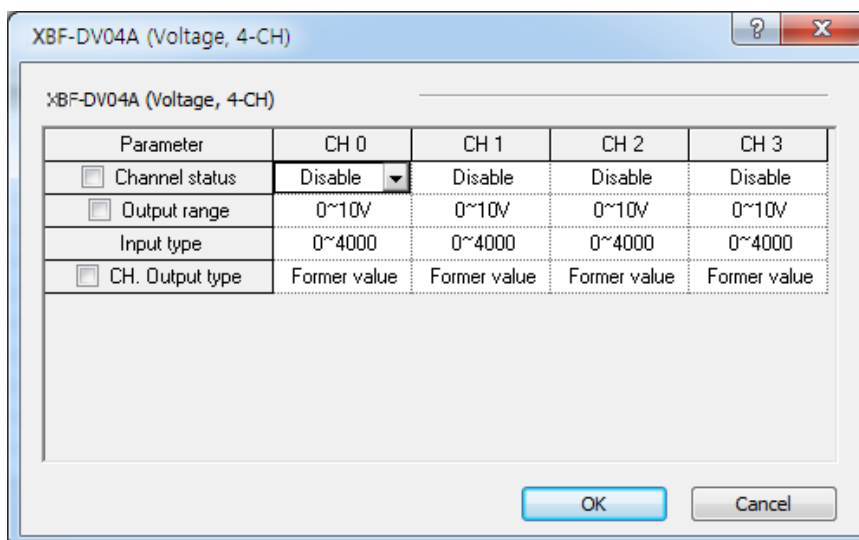 XBF-DV04A (Voltage, 4-CH)
XBF-DV04A (Voltage, 4-CH)
Parameter CH 0 CH 1 CH 2 CH 3
Channel status Disable Disable Disable Disable
Output range 0~10V 0~10V 0~10V 0~10V
Input type 0~4000 0~4000 0~4000 0~4000
CH. Output type Former value Former value Former value Former value
OK Cancel